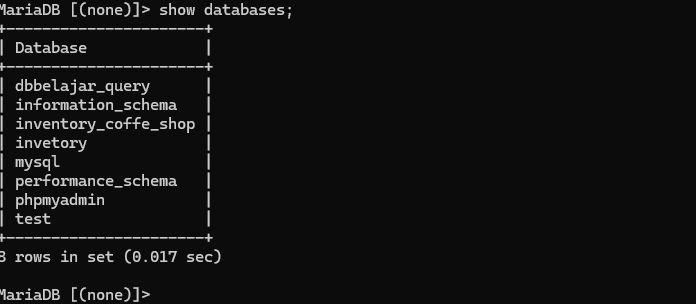 MariaDB [(none)]> show databases;
+----------------------+
| Database             |
+----------------------+
| dbbelajar_query      |
| information_schema   |
| inventory_coffe_shop |
| invetory             |
| mysql                |
| performance_schema   |
| phpmyadmin           |
| test                 |
+----------------------+
8 rows in set (0.017 sec)
MariaDB [(none)]>